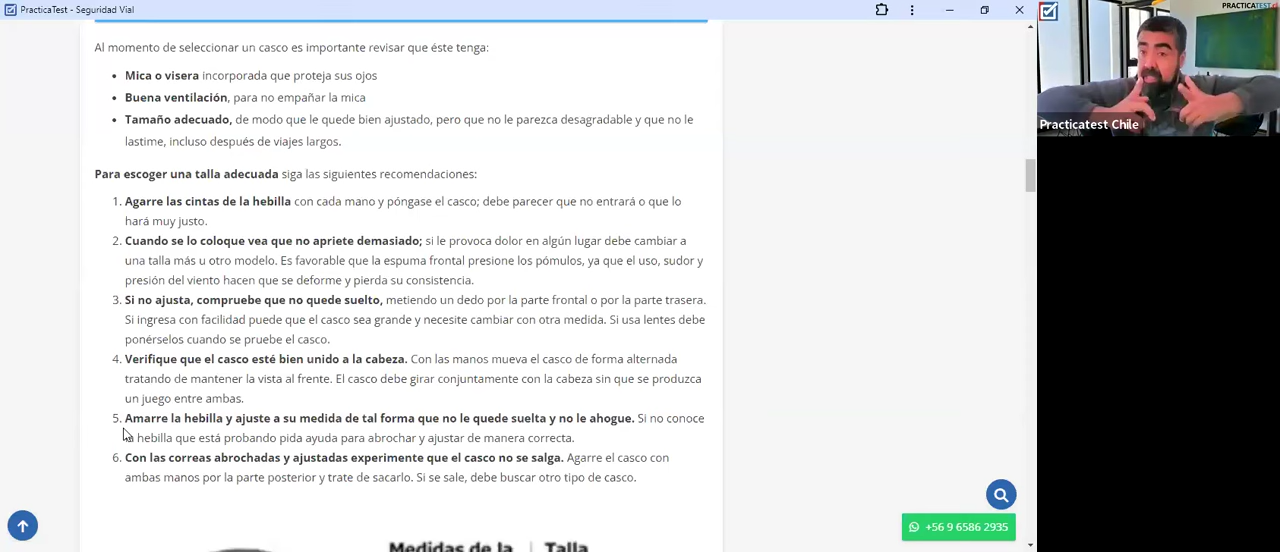 PracticaTest - Seguridad Vial
PRACTICATEST.cl
Al momento de seleccionar un casco es importante revisar que éste tenga:
Mica o visera incorporada que proteja sus ojos
Buena ventilación, para no empañar la mica
Tamaño adecuado, de modo que le quede bien ajustado, pero que no le parezca desagradable y que no le
lastime, incluso después de viajes largos.
Practicatest Chile
Para escoger una talla adecuada siga las siguientes recomendaciones:
1. Agarre las cintas de la hebilla con cada mano y póngase el casco; debe parecer que no entrará o que lo
hará muy justo.
2. Cuando se lo coloque vea que no apriete demasiado; si le provoca dolor en algún lugar debe cambiar a
una talla más u otro modelo. Es favorable que la espuma frontal presione los pómulos, ya que el uso, sudor y
presión del viento hacen que se deforme y pierda su consistencia.
3. Si no ajusta, compruebe que no quede suelto, metiendo un dedo por la parte frontal o por la parte trasera.
Si ingresa con facilidad puede que el casco sea grande y necesite cambiar con otra medida. Si usa lentes debe
ponérselos cuando se pruebe el casco.
4. Verifique que el casco esté bien unido a la cabeza. Con las manos mueva el casco de forma alternada
tratando de mantener la vista al frente. El casco debe girar conjuntamente con la cabeza sin que se produzca
un juego entre ambas.
5. Amarre la hebilla y ajuste a su medida de tal forma que no le quede suelta y no le ahogue. Si no conoce
la hebilla que está probando pida ayuda para abrochar y ajustar de manera correcta.
6. Con las correas abrochadas y ajustadas experimente que el casco no se salga. Agarre el casco con
ambas manos por la parte posterior y trate de sacarlo. Si se sale, debe buscar otro tipo de casco.
+56 9 6586 2935
Medidas de la Talla